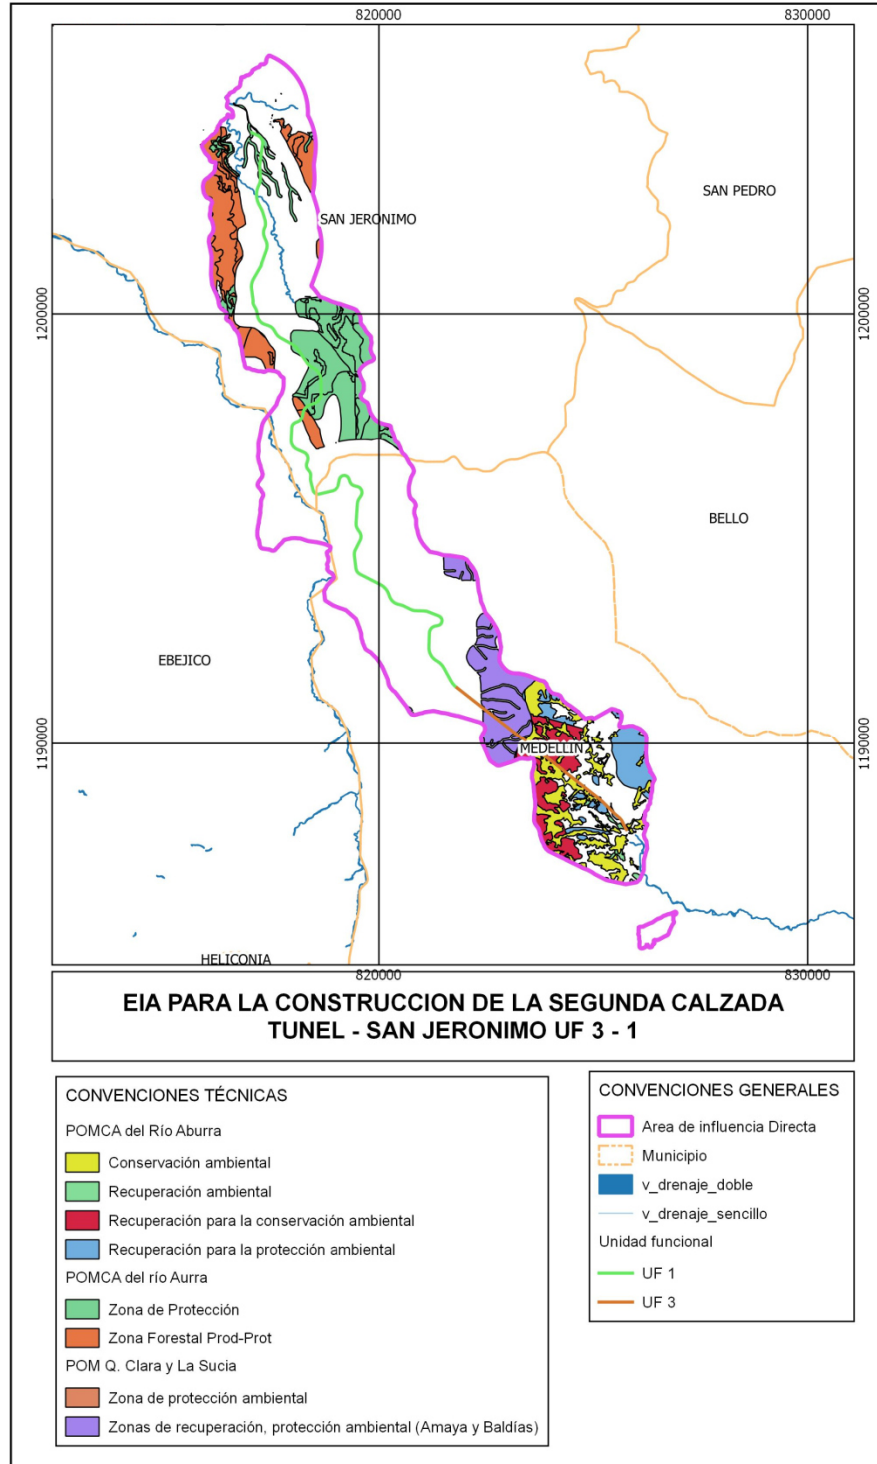 820000
830000
SAN PEDRO
SAN JERONIMO
1200000
1200000
BELLO
EBEJICO
1190000
1190000
MEDELLIN
HELICONIA
820000
830000
EIA PARA LA CONSTRUCCION DE LA SEGUNDA CALZADA
TUNEL - SAN JERONIMO UF 3 - 1
CONVENCIONES TÉCNICAS
POMCA del Río Aburra
Conservación ambiental
Recuperación ambiental
Recuperación para la conservación ambiental
Recuperación para la protección ambiental
POMCA del río Aurra
Zona de Protección
Zona Forestal Prod-Prot
POM Q. Clara y La Sucia
Zona de protección ambiental
Zonas de recuperación, protección ambiental (Amaya y Baldías)
CONVENCIONES GENERALES
Area de influencia Directa
Municipio
v_drenaje_doble
v_drenaje_sencillo
Unidad funcional
UF 1
UF 3